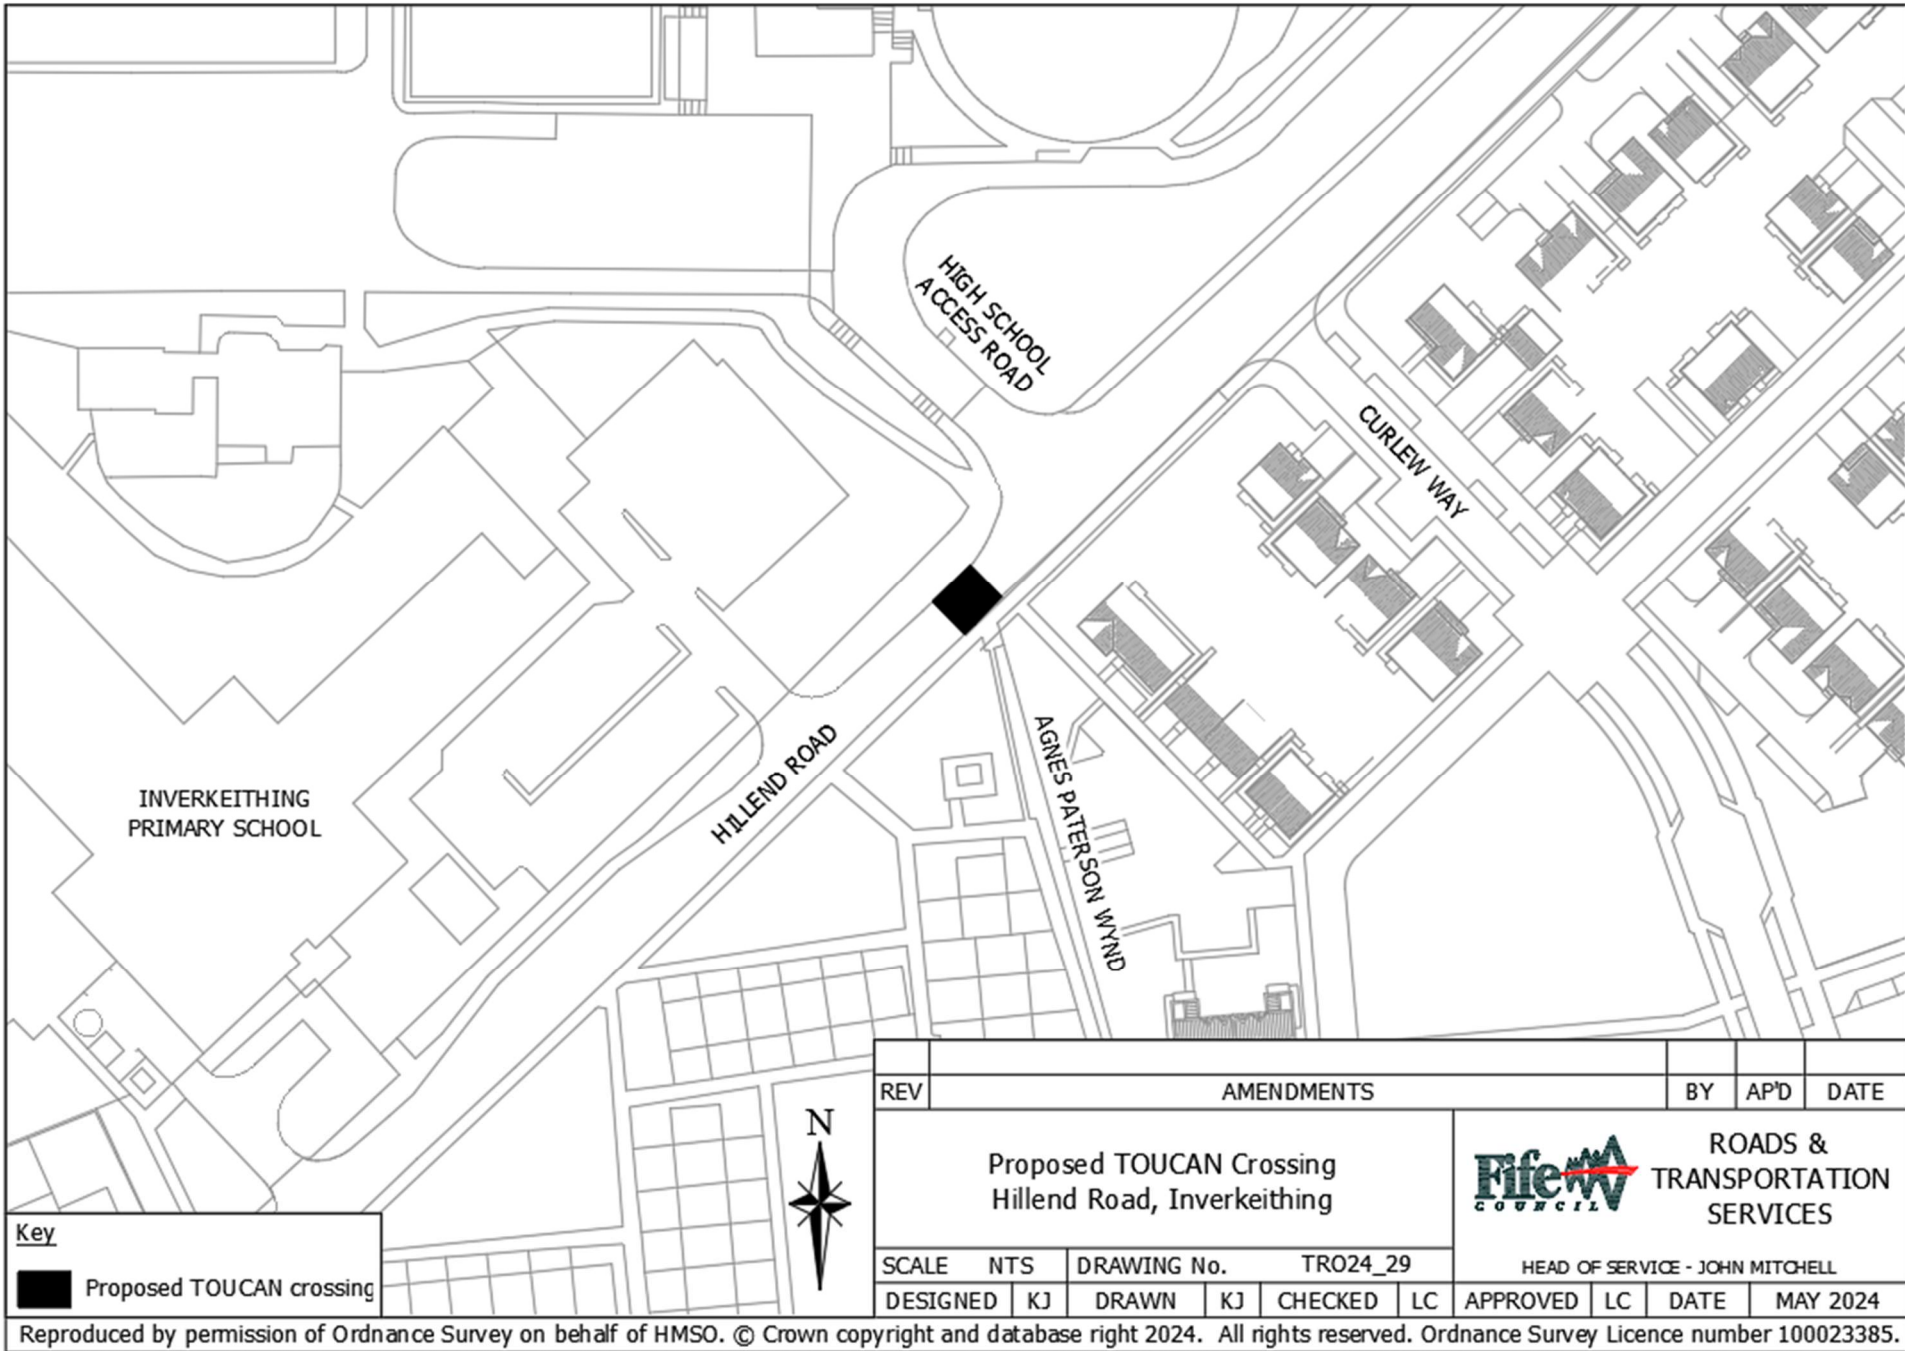 HIGH SCHOOL
ACCESS ROAD
CURLEW WAY
HILLEND ROAD
AGNES PATERSON WYND
INVERKEITHING
PRIMARY SCHOOL
N
Key
Proposed TOUCAN crossing
REV AMENDMENTS BY AP'D DATE
Proposed TOUCAN Crossing
Hillend Road, Inverkeithing
Fife
COUNCIL
ROADS &
TRANSPORTATION
SERVICES
HEAD OF SERVICE - JOHN MITCHELL
SCALE NTS DRAWING No. TRO24_29
DESIGNED KJ DRAWN KJ CHECKED LC APPROVED LC DATE MAY 2024
Reproduced by permission of Ordnance Survey on behalf of HMSO. © Crown copyright and database right 2024. All rights reserved. Ordnance Survey Licence number 100023385.